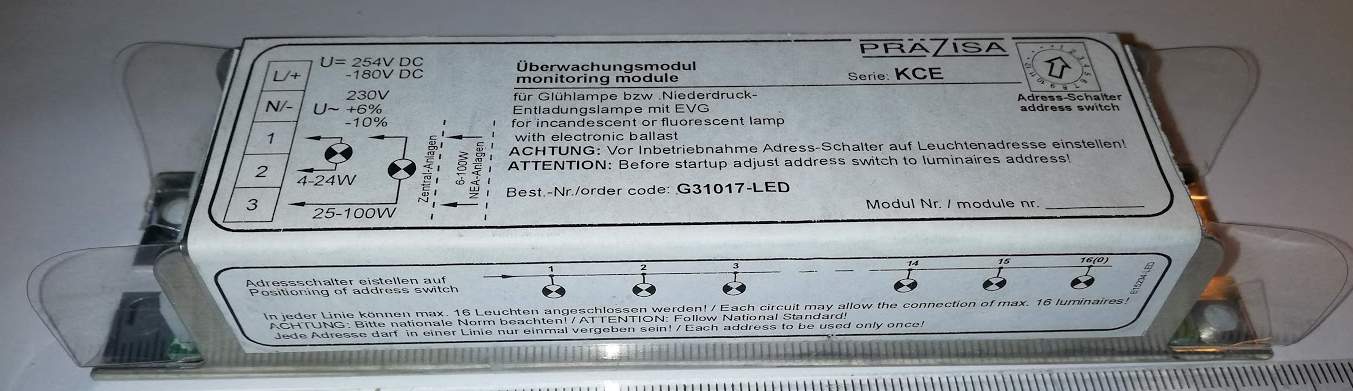 L/+
N/-
1
2
3
U= 254V DC
-180V DC
230V
U~ +6%
-10%
4-24W
25-100W
Zentral-Anlagen
6-100W
NEA-Anlagen
Überwachungsmodul
monitoring module
für Glühlampe bzw .Niederdruck-
Entladungslampe mit EVG
for incandescent or fluorescent lamp
with electronic ballast
ACHTUNG: Vor Inbetriebnahme Adress-Schalter auf Leuchtenadresse einstellen!
ATTENTION: Before startup adjust address switch to luminaires address!
Best.-Nr./order code: G31017-LED
Modul Nr. / module nr.
PRÄZISA
Serie: KCE
Adress-Schalter
address switch
Adressschalter eistellen auf
Positioning of address switch
1 2 3 14 15 16(0)
In jeder Linie können max. 16 Leuchten angeschlossen werden! / Each circuit may allow the connection of max. 16 luminaires!
ACHTUNG: Bitte nationale Norm beachten! / ATTENTION: Follow National Standard!
Jede Adresse darf in einer Linie nur einmal vergeben sein! / Each address to be used only once!